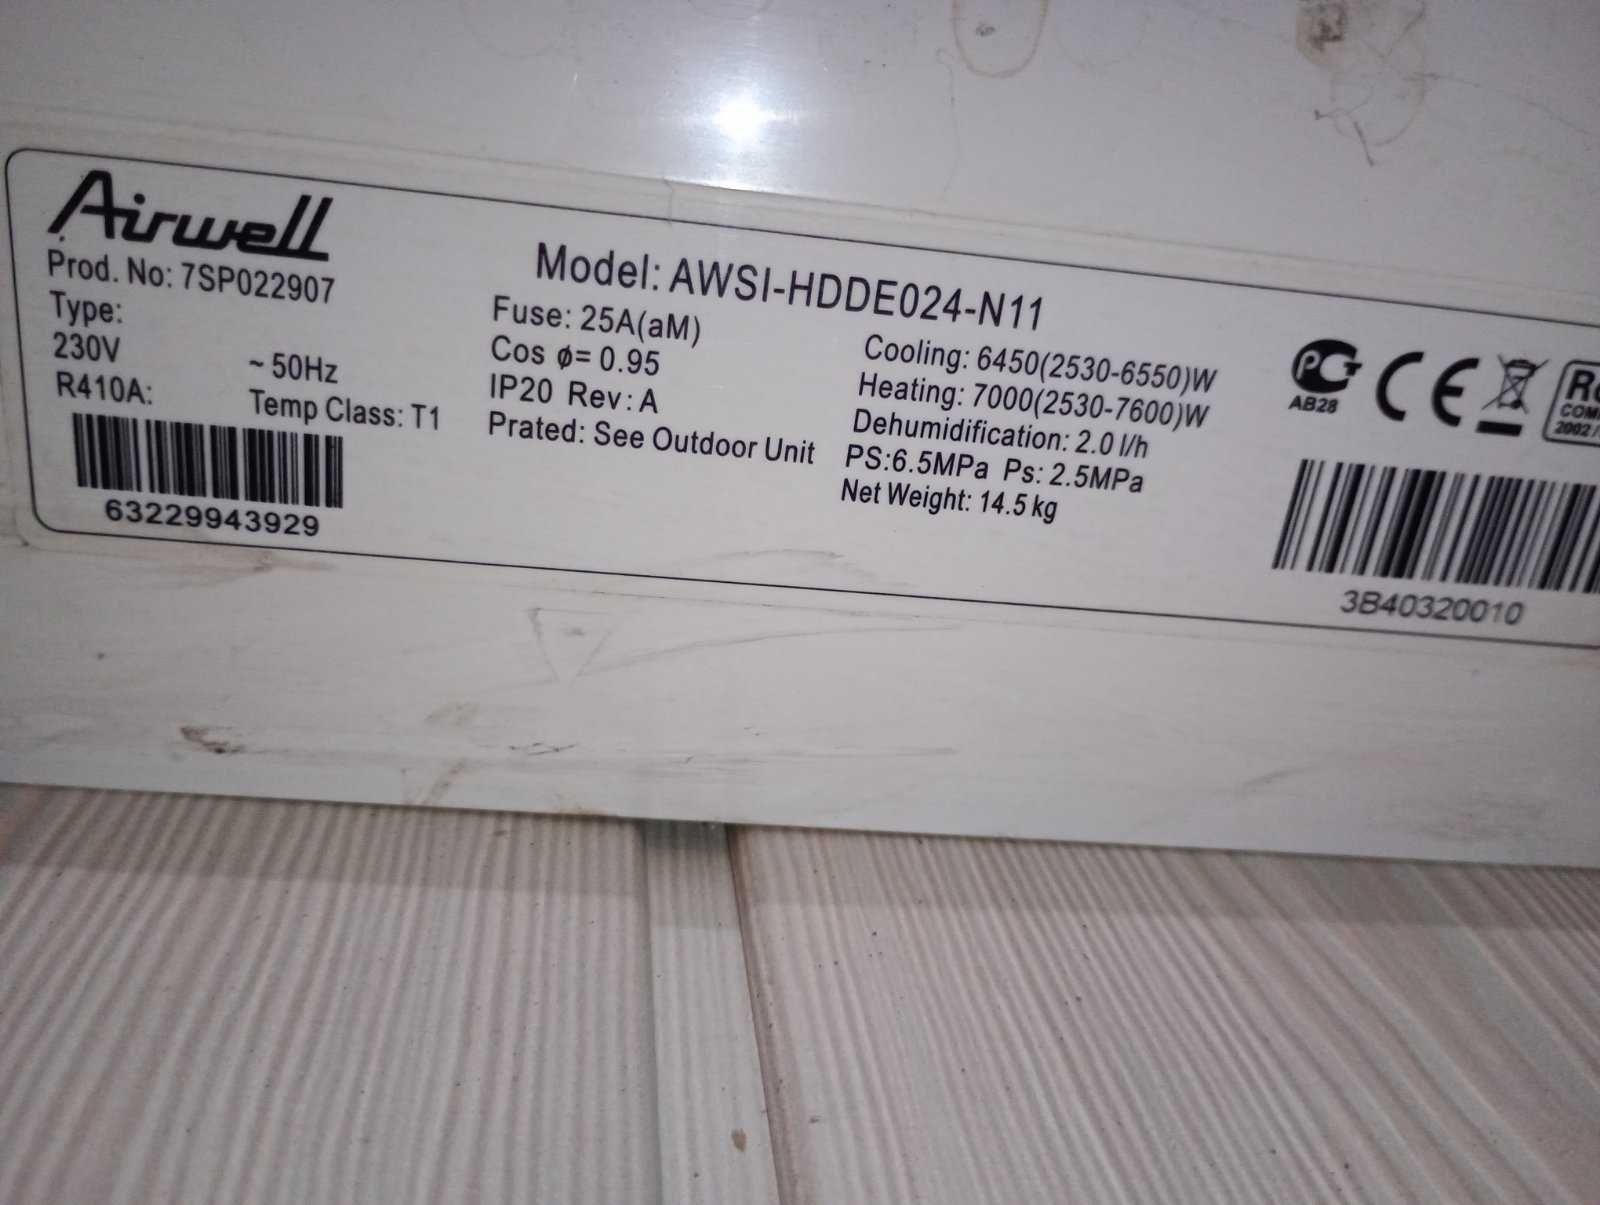 Airwell
Prod. No: 7SP022907
Type:
230V ~ 50Hz
R410A: Temp Class: T1
63229943929
Model: AWSI-HDDE024-N11
Fuse: 25A(aM)
Cos ø= 0.95
IP20 Rev: A
Prated: See Outdoor Unit
Cooling: 6450(2530-6550)W
Heating: 7000(2530-7600)W
Dehumidification: 2.0 l/h
PS:6.5MPa Ps: 2.5MPa
Net Weight: 14.5 kg
РСТ
АВ28
CE
3B40320010